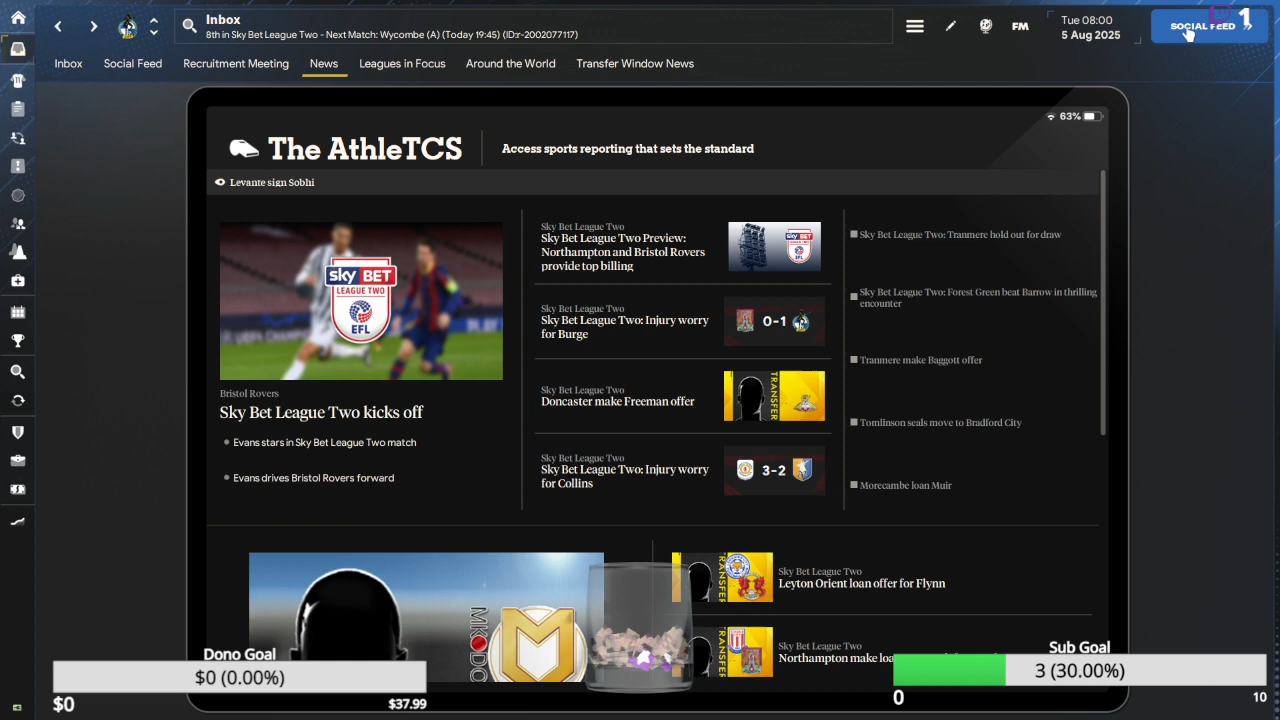 Inbox
8th in Sky Bet League Two - Next Match: Wycombe (A) (Today 19:45) (ID:r-2002077117)
FM
Tue 08:00
5 Aug 2025
SOCIAL FEED
1
Inbox
Social Feed
Recruitment Meeting
News
Leagues in Focus
Around the World
Transfer Window News
63%
The AthleTCS
Access sports reporting that sets the standard
Levante sign Sobhi
sky BET
LEAGUE TWO
EFL
Bristol Rovers
Sky Bet League Two kicks off
Evans stars in Sky Bet League Two match
Evans drives Bristol Rovers forward
Sky Bet League Two
Sky Bet League Two Preview:
Northampton and Bristol Rovers
provide top billing
sky BET
EFL
Sky Bet League Two
Sky Bet League Two: Injury worry
for Burge
0-1
Sky Bet League Two
Doncaster make Freeman offer
TRANSFER
Sky Bet League Two
Sky Bet League Two: Injury worry
for Collins
3-2
Sky Bet League Two: Tranmere hold out for draw
Sky Bet League Two: Forest Green beat Barrow in thrilling
encounter
Tranmere make Baggott offer
Tomlinson seals move to Bradford City
Morecambe loan Muir
MK DO
Sky Bet League Two
Leyton Orient loan offer for Flynn
Sky Bet League Two
Northampton make loa
Dono Goal
$0 (0.00%)
$0
$37.99
Sub Goal
3 (30.00%)
0
10